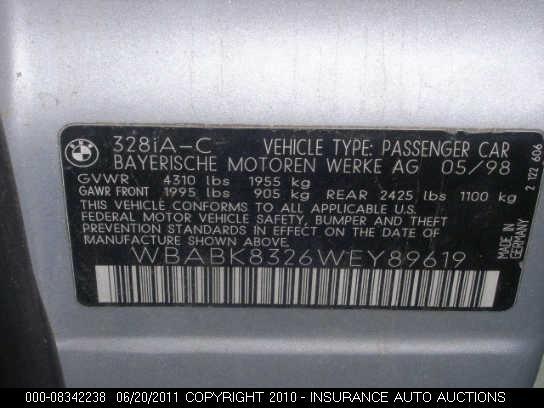 BMW
328iA-C VEHICLE TYPE: PASSENGER CAR
BAYERISCHE MOTOREN WERKE AG 05/98
GVWR 4310 lbs 1955 kg
GAWR FRONT 1995 lbs 905 kg REAR 2425 lbs 1100 kg
THIS VEHICLE CONFORMS TO ALL APPLICABLE U.S.
FEDERAL MOTOR VEHICLE SAFETY, BUMPER AND THEFT
PREVENTION STANDARDS IN EFFECT ON THE DATE OF
MANUFACTURE SHOWN ABOVE.
WBABK8326WEY89619
MADE IN GERMANY 2 122 606
000-08342238 06/20/2011 COPYRIGHT 2010 - INSURANCE AUTO AUCTIONS